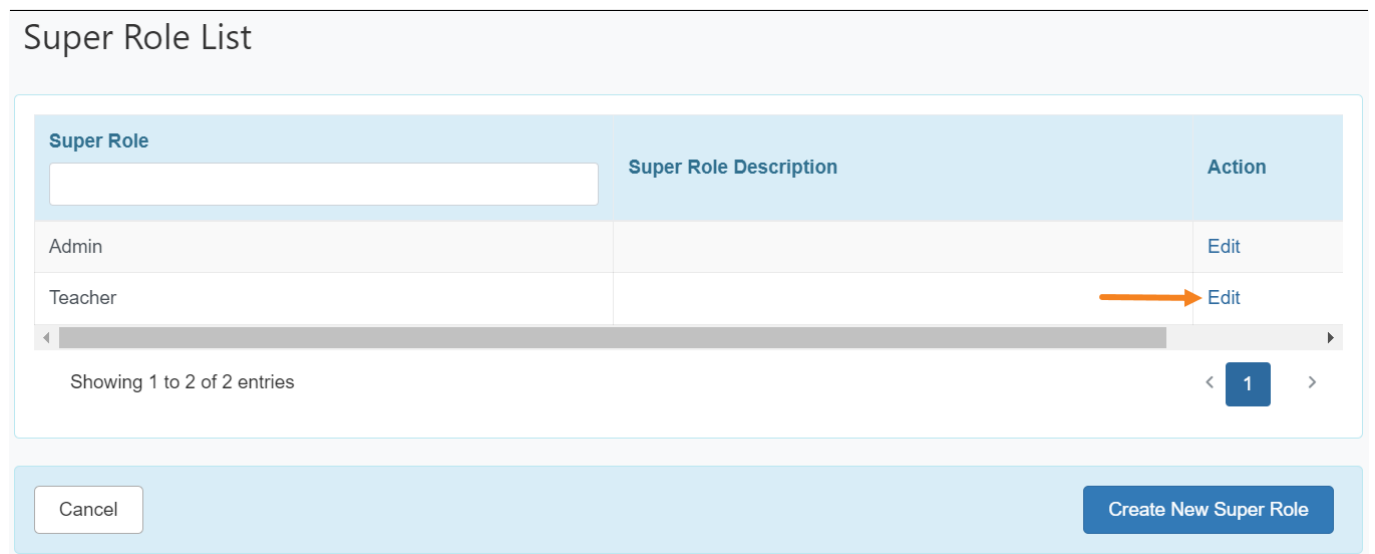 Super Role List
Super Role
Super Role Description
Action
Admin
Edit
Teacher
Edit
Showing 1 to 2 of 2 entries
1
Cancel
Create New Super Role